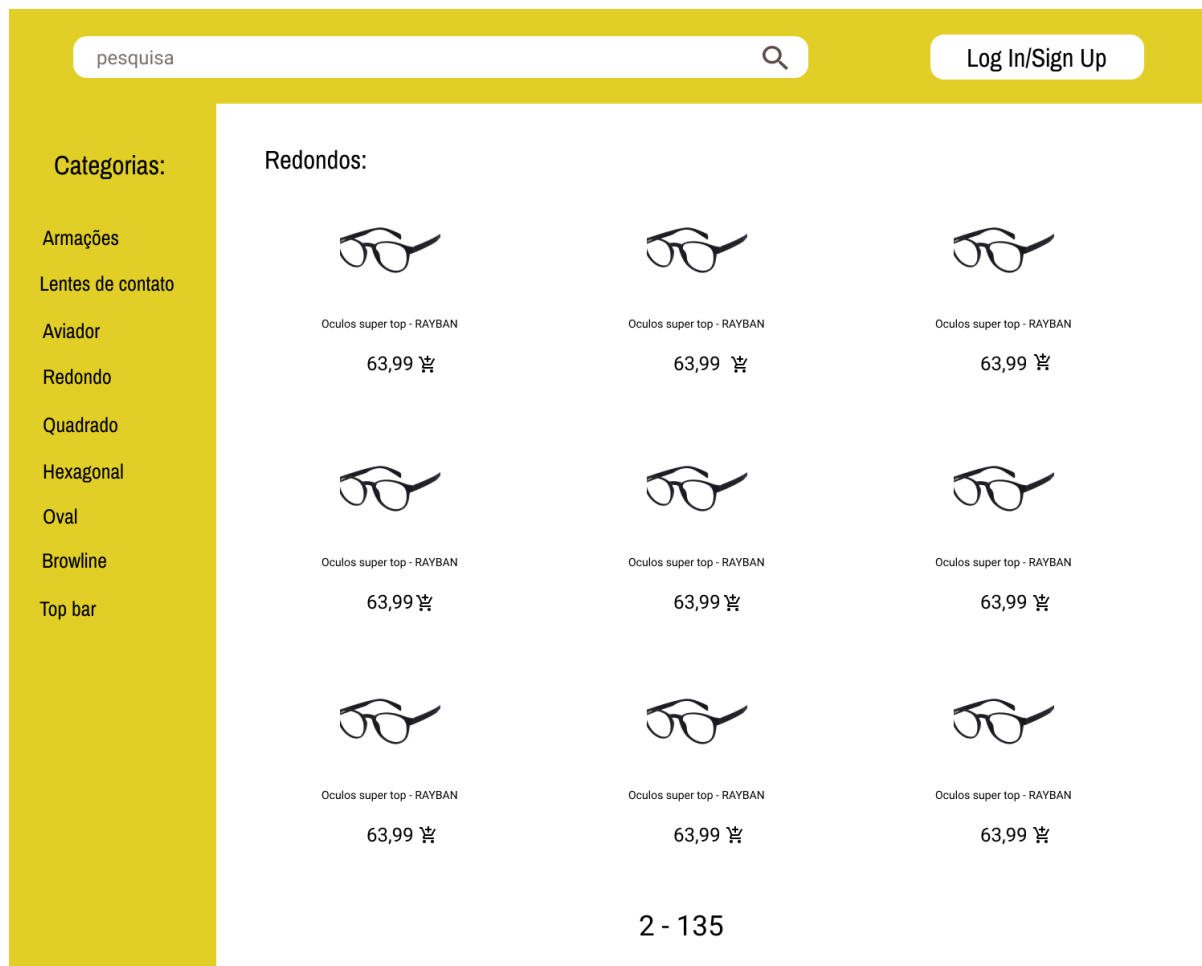 pesquisa
Log In/Sign Up
Categorias:
Armações
Lentes de contato
Aviador
Redondo
Quadrado
Hexagonal
Oval
Browline
Top bar
Redondos:
Oculos super top - RAYBAN
Oculos super top - RAYBAN
Oculos super top - RAYBAN
63,99
63,99
63,99
Oculos super top - RAYBAN
Oculos super top - RAYBAN
Oculos super top - RAYBAN
63,99
63,99
63,99
Oculos super top - RAYBAN
Oculos super top - RAYBAN
Oculos super top - RAYBAN
63,99
63,99
63,99
2 - 135